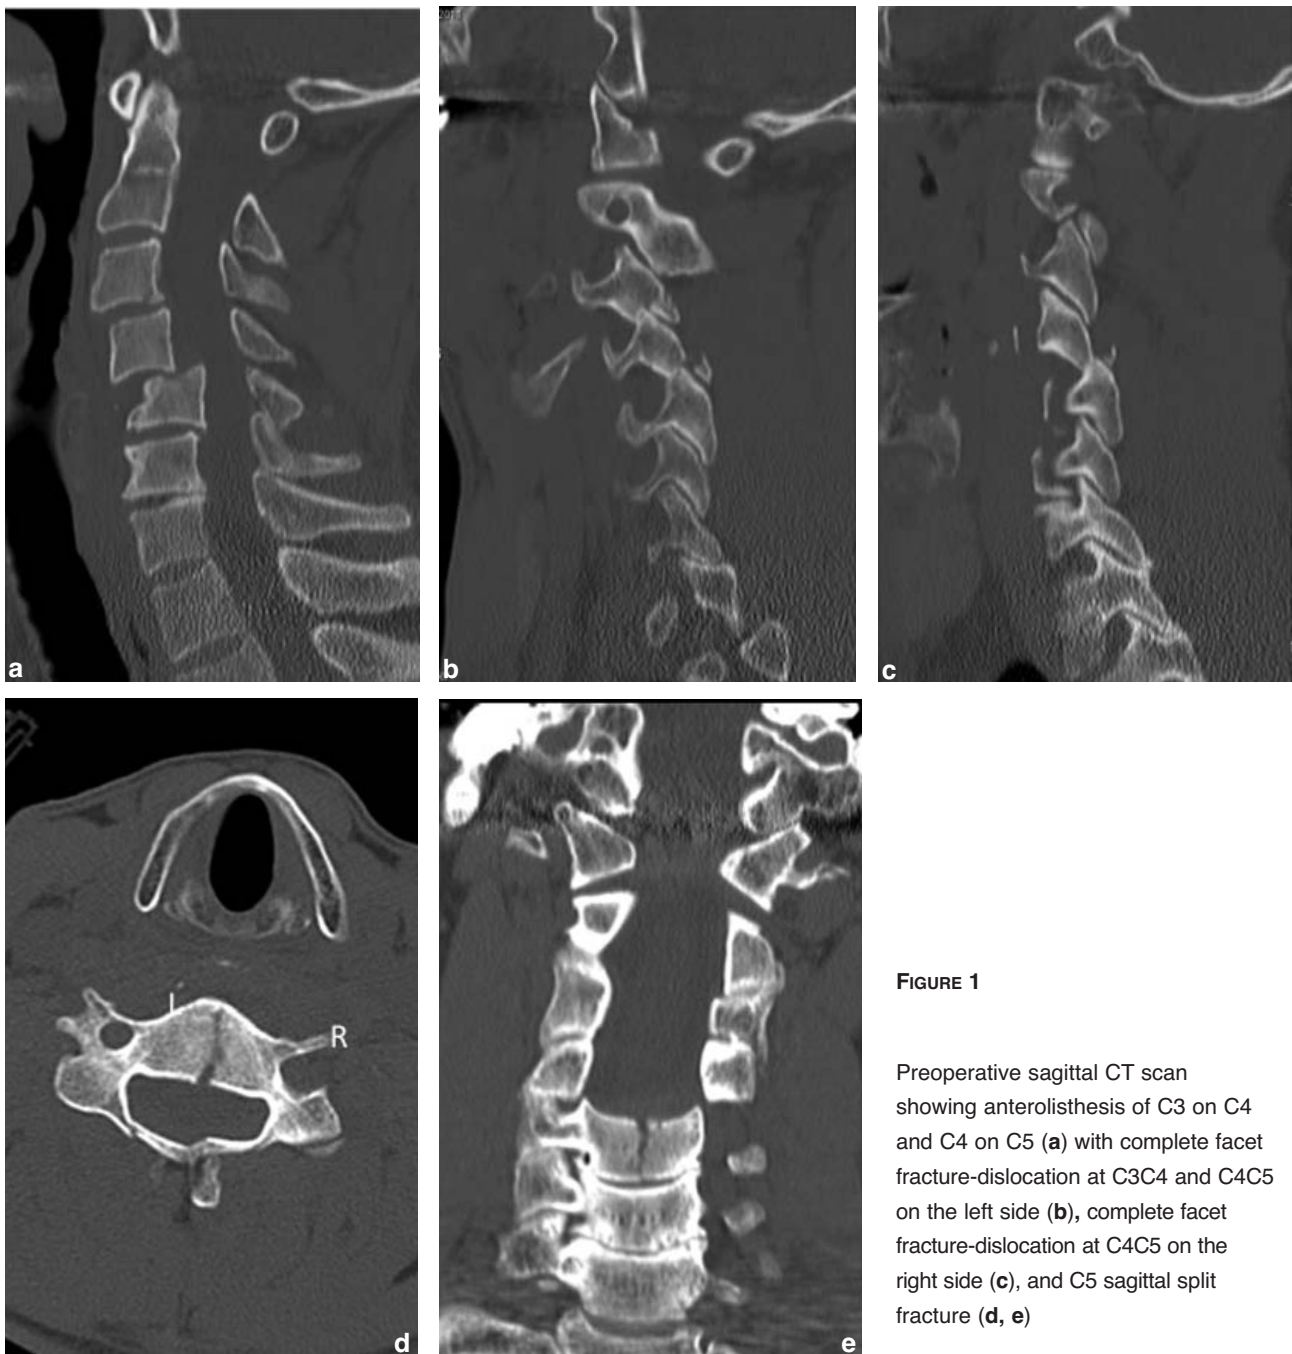 2013
a
b
c
L
R
d
e
FIGURE 1
Preoperative sagittal CT scan
showing anterolisthesis of C3 on C4
and C4 on C5 (a) with complete facet
fracture-dislocation at C3C4 and C4C5
on the left side (b), complete facet
fracture-dislocation at C4C5 on the
right side (c), and C5 sagittal split
fracture (d, e)